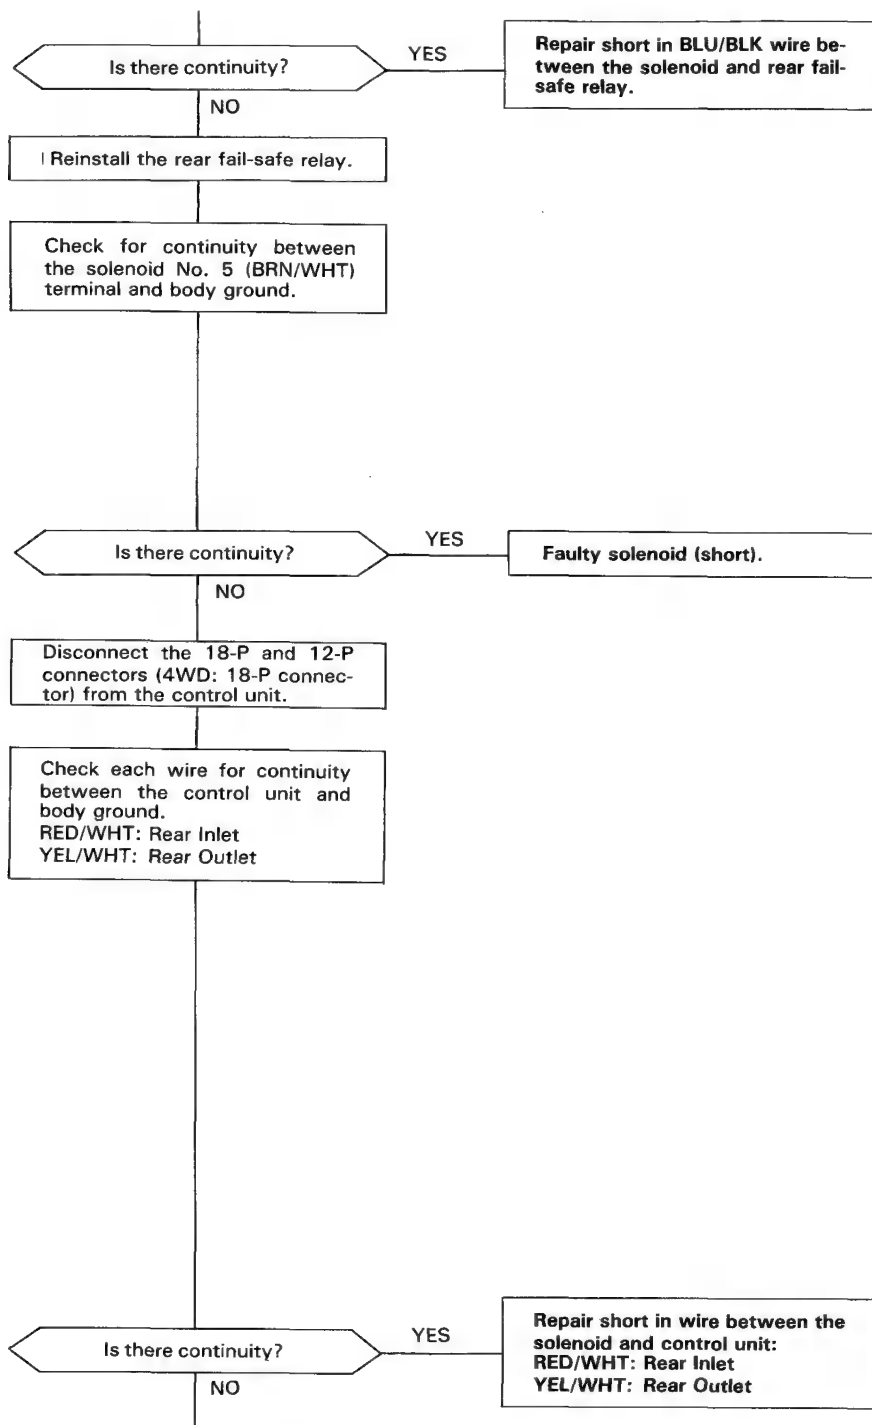 Is there continuity?
YES
Repair short in BLU/BLK wire be-
tween the solenoid and rear fail-
safe relay.
NO
Reinstall the rear fail-safe relay.
Check for continuity between
the solenoid No. 5 (BRN/WHT)
terminal and body ground.
Is there continuity?
YES
Faulty solenoid (short).
NO
Disconnect the 18-P and 12-P
connectors (4WD: 18-P connec-
tor) from the control unit.
Check each wire for continuity
between the control unit and
body ground.
RED/WHT: Rear Inlet
YEL/WHT: Rear Outlet
Is there continuity?
YES
Repair short in wire between the
solenoid and control unit:
RED/WHT: Rear Inlet
YEL/WHT: Rear Outlet
NO